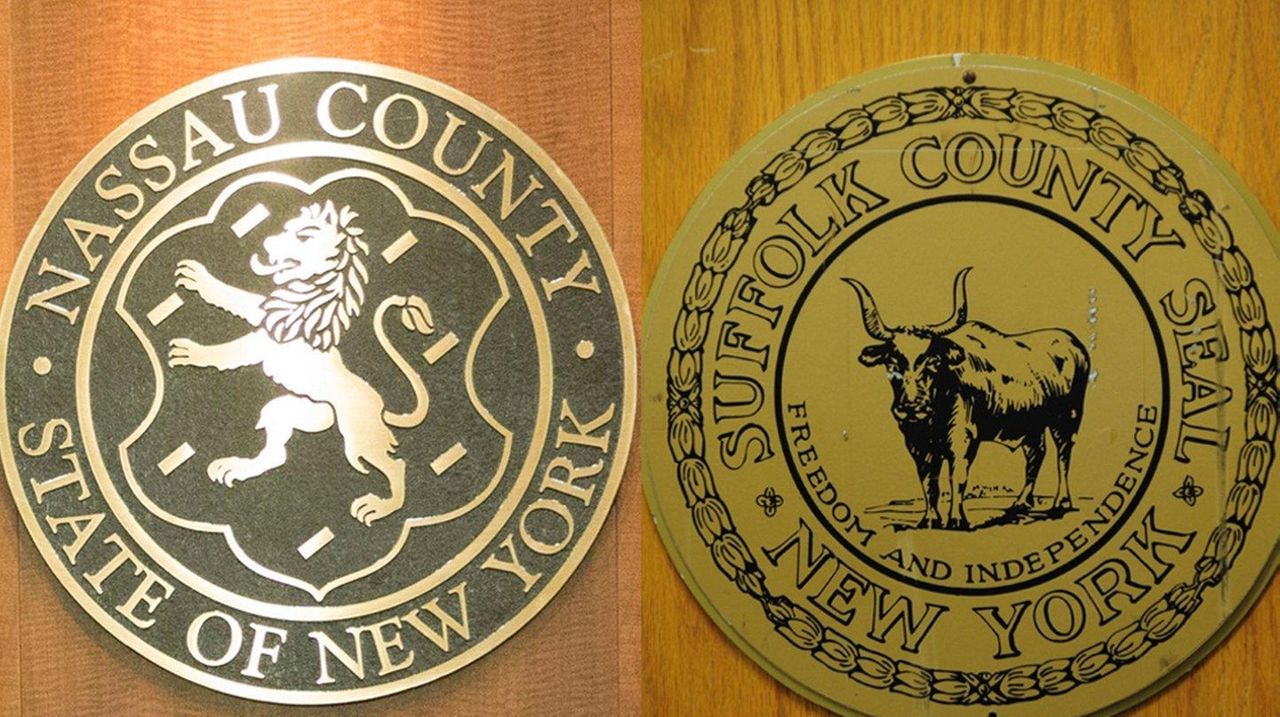 NASSAU COUNTY
STATE OF NEW YORK
SUFFOLK COUNTY SEAL
NEW YORK
FREEDOM AND INDEPENDENCE